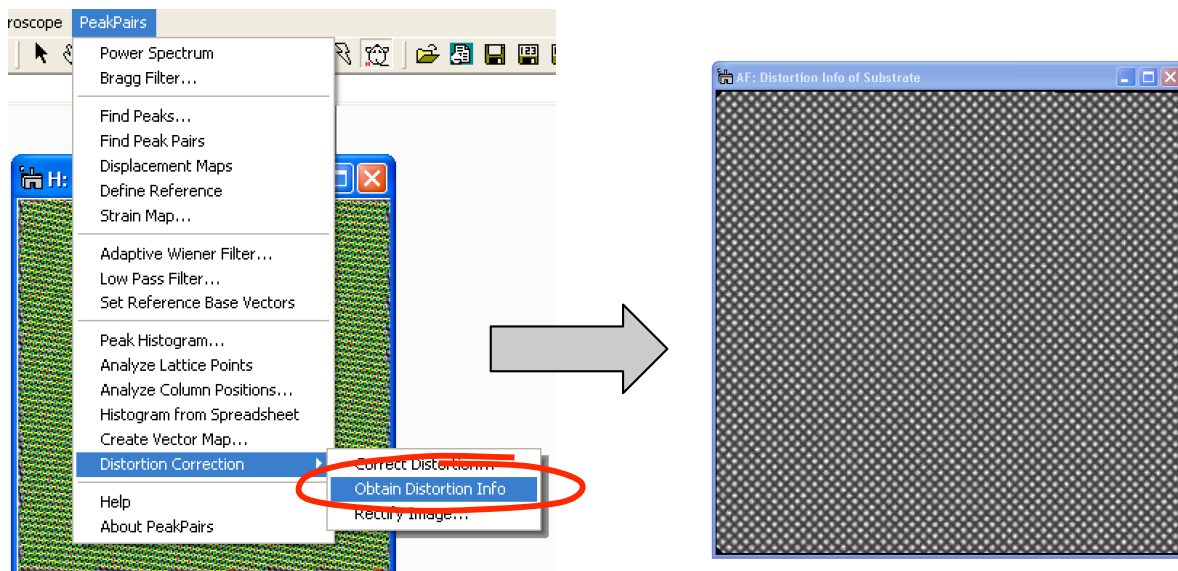 roscope PeakPairs
Power Spectrum
Bragg Filter...
Find Peaks...
Find Peak Pairs
Displacement Maps
Define Reference
Strain Map...
Adaptive Wiener Filter...
Low Pass Filter...
Set Reference Base Vectors
Peak Histogram...
Analyze Lattice Points
Analyze Column Positions...
Histogram from Spreadsheet
Create Vector Map...
Distortion Correction
Help
About PeakPairs
Correct Distortion...
Obtain Distortion Info
Rectify Image...
H:
AF: Distortion Info of Substrate